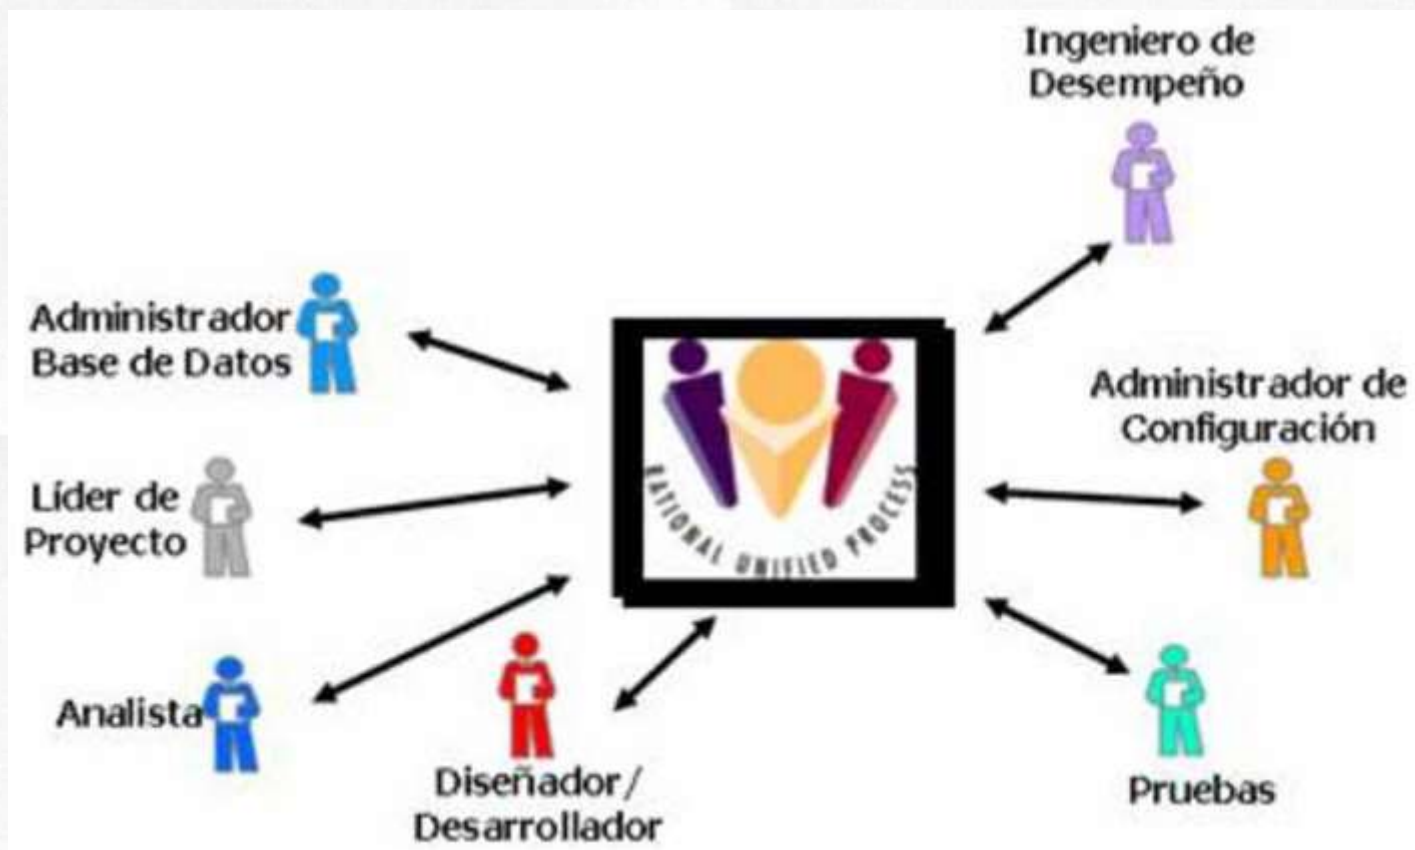 Ingeniero de
Desempeño
Administrador
Base de Datos
Administrador de
Configuración
Líder de
Proyecto
RATIONAL UNIFIED PROCESS
Analista
Diseñador/
Desarrollador
Pruebas